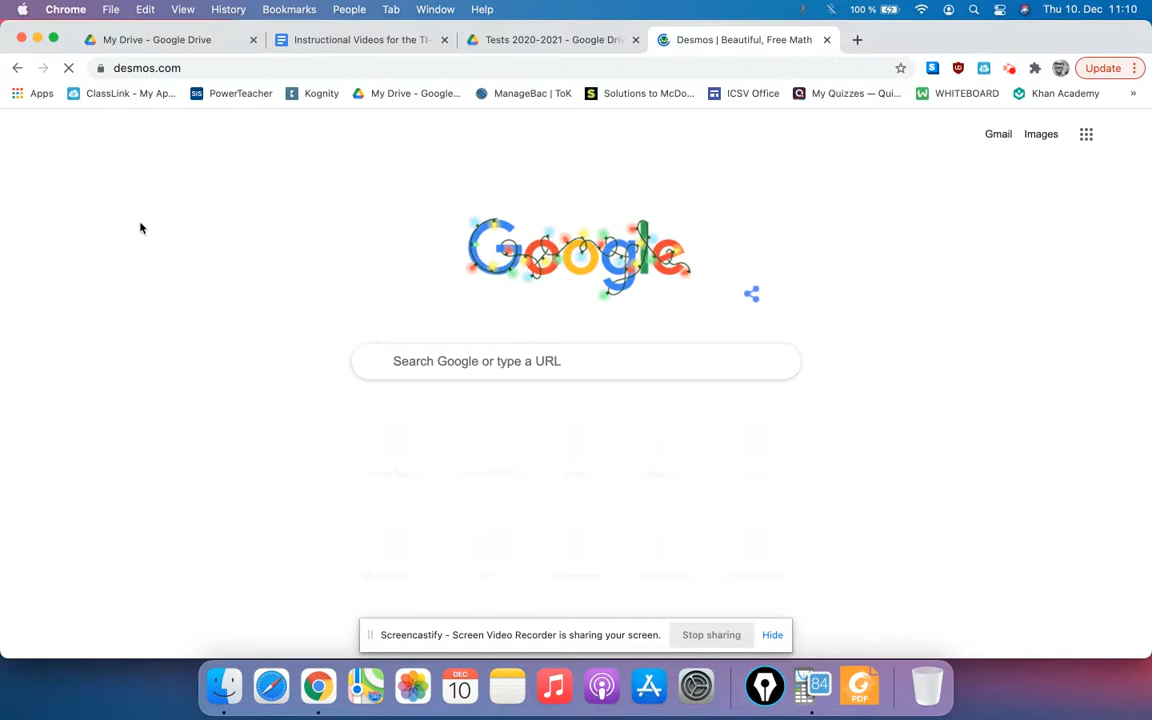 Chrome File Edit View History Bookmarks People Tab Window Help 100 % Thu 10. Dec 11:10
My Drive - Google Drive Instructional Videos for the TI- Tests 2020-2021 - Google Driv Desmos | Beautiful, Free Math
desmos.com Update
Apps ClassLink - My Ap... PowerTeacher Kognity My Drive - Google... ManageBac | ToK Solutions to McDo... ICSV Office My Quizzes — Qui... WHITEBOARD Khan Academy »
Gmail Images
Google
Search Google or type a URL
Screencastify - Screen Video Recorder is sharing your screen. Stop sharing Hide
DEC
10
84
PDF